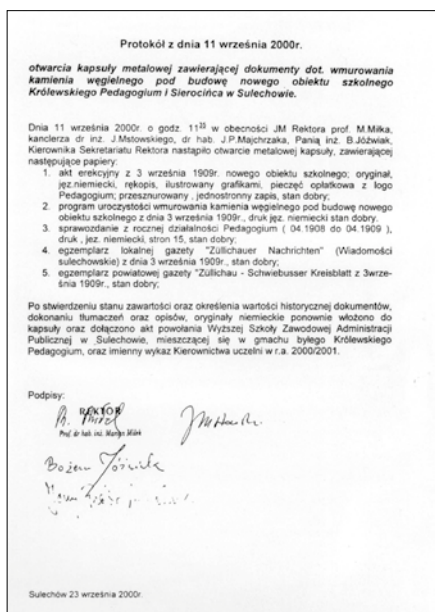 Protokół z dnia 11 września 2000r.
otwarcia kapsuły metalowej zawierającej dokumenty dot. wmurowania
kamienia węgielnego pod budowę nowego obiektu szkolnego
Królewskiego Pedagogium i Sierocińca w Sulechowie.
Dnia 11 września 2000r. o godz. 11²⁵ w obecności JM Rektora prof. M.Miłka,
kanclerza dr inż. J.Mstowskiego, dr hab. J.P.Majchrzaka, Panią inż. B.Jóźwiak,
Kierownika Sekretariatu Rektora nastąpiło otwarcie metalowej kapsuły, zawierającej
następujące papiery:
1. akt erekcyjny z 3 września 1909r. nowego obiektu szkolnego; oryginał,
jęz.niemiecki, rękopis, ilustrowany grafikami, pieczęć opłatkowa z logo
Pedagogium; przesznurowany , jednostronny zapis, stan dobry;
2. program uroczystości wmurowania kamienia węgielnego pod budowę nowego
obiektu szkolnego z dnia 3 września 1909r., druk jęz. niemiecki stan dobry.
3. sprawozdanie z rocznej działalności Pedagogium ( 04.1908 do 04.1909 ),
druk , jez. niemiecki, stron 15, stan dobry;
4. egzemplarz lokalnej gazety "Züllichauer Nachrichten" (Wiadomości
sulechowskie) z dnia 3 września 1909r., stan dobry;
5. egzemplarz powiatowej gazety "Züllichau - Schwiebusser Kreisblatt z 3wrze-
śnia 1909r., stan dobry;
Po stwierdzeniu stanu zawartości oraz określenia wartości historycznej dokumentów,
dokonaniu tłumaczeń oraz opisów, oryginały niemieckie ponownie włożono do
kapsuły oraz dołączono akt powołania Wyższej Szkoły Zawodowej Administracji
Publicznej w Sulechowie, mieszczącej się w gmachu byłego Królewskiego
Pedagogium, oraz imienny wykaz Kierownictwa uczelni w r.a. 2000/2001.
Podpisy:
REKTOR
Prof. dr hab. inż. Marian Miłek
Bożena Jóźwiak
Sulechów 23 września 2000r.